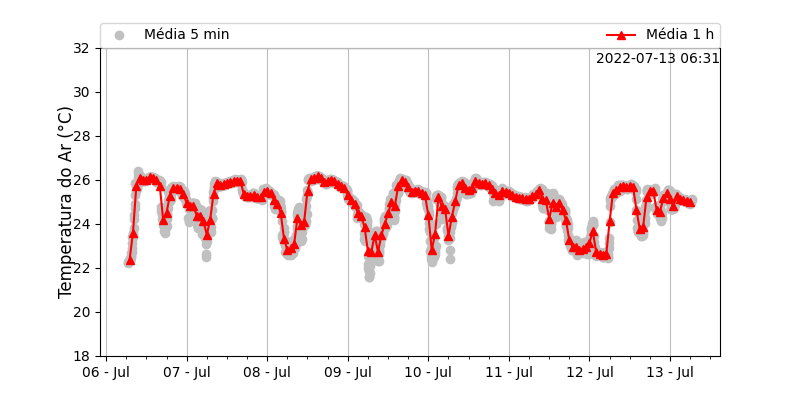 Média 5 min
Média 1 h
2022-07-13 06:31
Temperatura do Ar (°C)
32
30
28
26
24
22
20
18
06 - Jul
07 - Jul
08 - Jul
09 - Jul
10 - Jul
11 - Jul
12 - Jul
13 - Jul